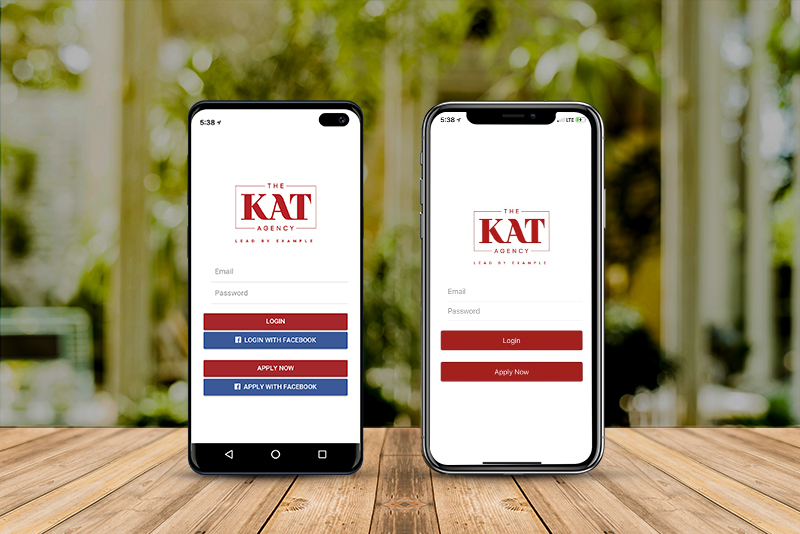 5:38
THE
KAT
AGENCY
LEAD BY EXAMPLE
Email
Password
LOGIN
LOGIN WITH FACEBOOK
APPLY NOW
APPLY WITH FACEBOOK
5:38
LTE
THE
KAT
AGENCY
LEAD BY EXAMPLE
Email
Password
Login
Apply Now